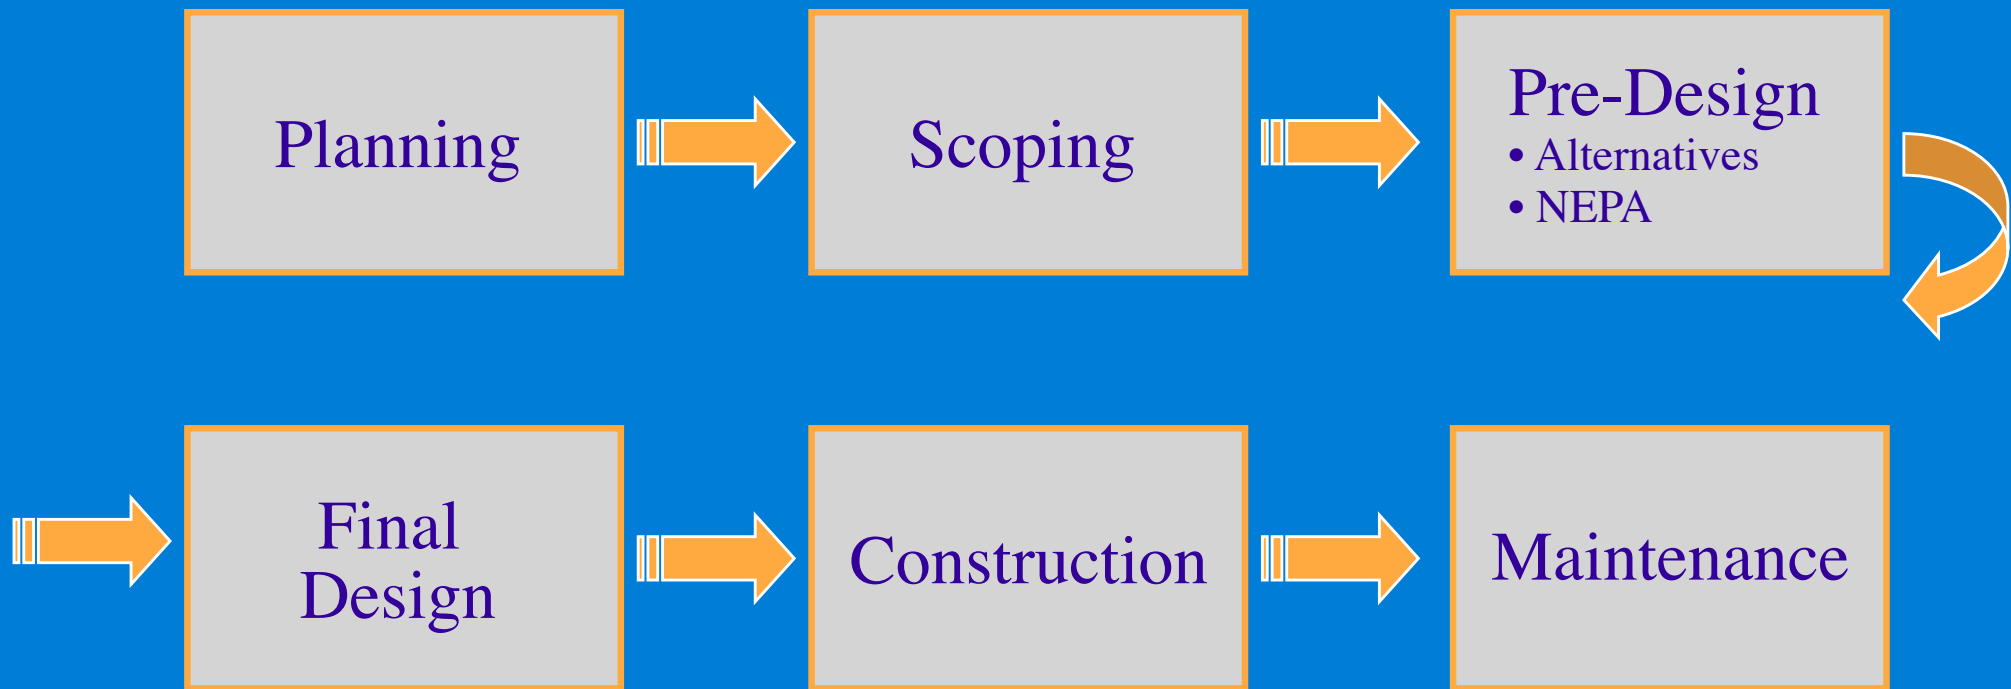 Planning
Scoping
Pre-Design
• Alternatives
• NEPA
Final
Design
Construction
Maintenance